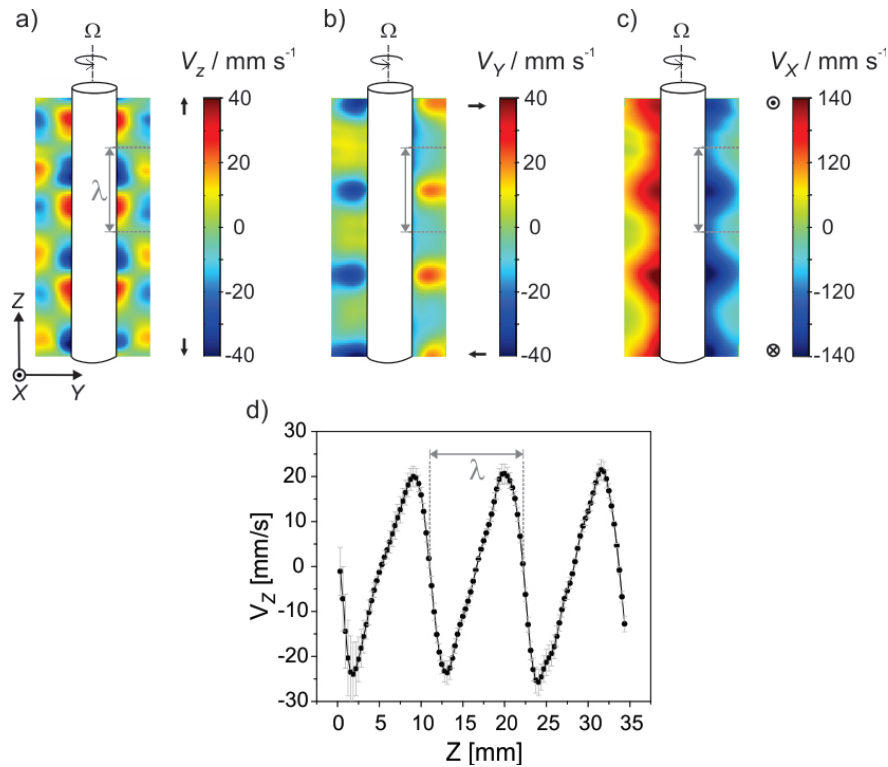 a)
b)
c)
Ω
Ω
Ω
V_z / mm s⁻¹
V_Y / mm s⁻¹
V_X / mm s⁻¹
40
20
0
-20
-40
40
20
0
-20
-40
140
120
0
-120
-140
λ
λ
λ
Z
X
Y
d)
30
20
10
0
-10
-20
-30
V_Z [mm/s]
λ
0 5 10 15 20 25 30 35
Z [mm]